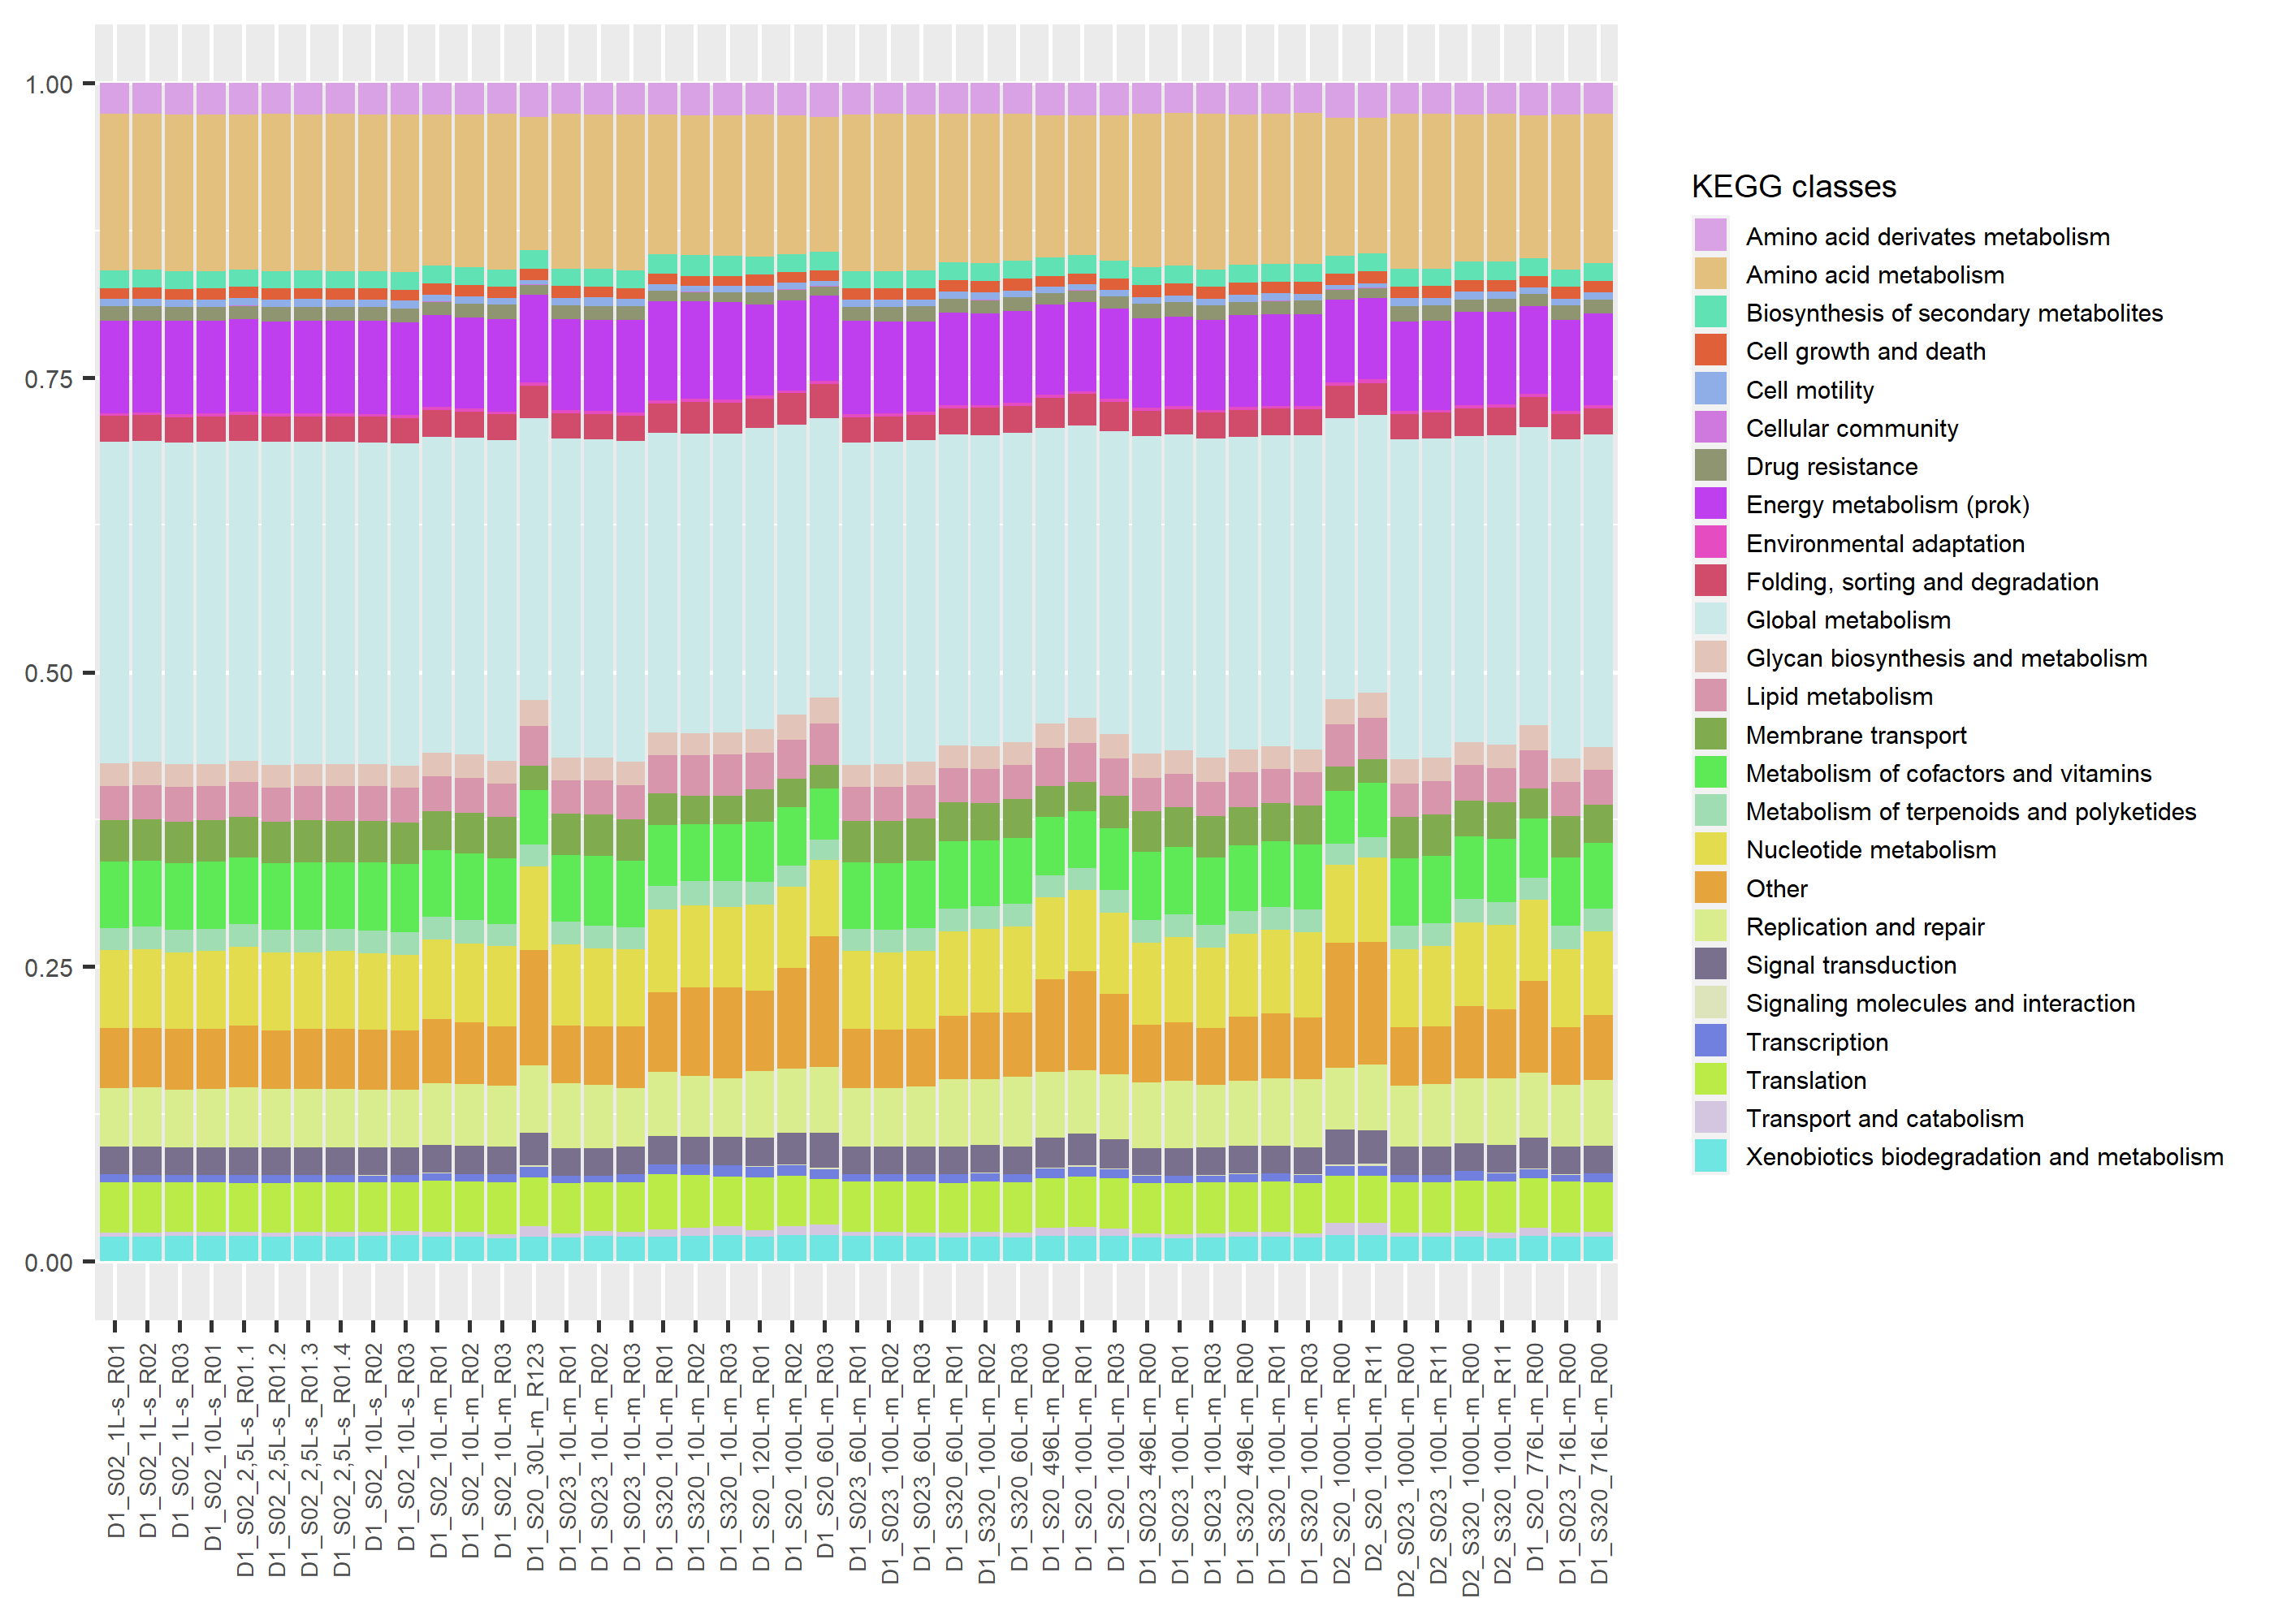 1.00
0.75
0.50
0.25
0.00
D1_S02_1L-s_R01
D1_S02_1L-s_R02
D1_S02_1L-s_R03
D1_S02_10L-s_R01
D1_S02_2,5L-s_R01.1
D1_S02_2,5L-s_R01.2
D1_S02_2,5L-s_R01.3
D1_S02_2,5L-s_R01.4
D1_S02_10L-s_R02
D1_S02_10L-s_R03
D1_S02_10L-m_R01
D1_S02_10L-m_R02
D1_S02_10L-m_R03
D1_S20_30L-m_R123
D1_S023_10L-m_R01
D1_S023_10L-m_R02
D1_S023_10L-m_R03
D1_S320_10L-m_R01
D1_S320_10L-m_R02
D1_S320_10L-m_R03
D1_S20_120L-m_R01
D1_S20_100L-m_R02
D1_S20_60L-m_R03
D1_S023_60L-m_R01
D1_S023_100L-m_R02
D1_S023_60L-m_R03
D1_S320_60L-m_R01
D1_S320_100L-m_R02
D1_S320_60L-m_R03
D1_S20_496L-m_R00
D1_S20_100L-m_R01
D1_S20_100L-m_R03
D1_S023_496L-m_R00
D1_S023_100L-m_R01
D1_S023_100L-m_R03
D1_S320_496L-m_R00
D1_S320_100L-m_R01
D1_S320_100L-m_R03
D2_S20_1000L-m_R00
D2_S20_100L-m_R11
D2_S023_1000L-m_R00
D2_S023_100L-m_R11
D2_S320_1000L-m_R00
D2_S320_100L-m_R11
D1_S20_776L-m_R00
D1_S023_716L-m_R00
D1_S320_716L-m_R00
KEGG classes
Amino acid derivates metabolism
Amino acid metabolism
Biosynthesis of secondary metabolites
Cell growth and death
Cell motility
Cellular community
Drug resistance
Energy metabolism (prok)
Environmental adaptation
Folding, sorting and degradation
Global metabolism
Glycan biosynthesis and metabolism
Lipid metabolism
Membrane transport
Metabolism of cofactors and vitamins
Metabolism of terpenoids and polyketides
Nucleotide metabolism
Other
Replication and repair
Signal transduction
Signaling molecules and interaction
Transcription
Translation
Transport and catabolism
Xenobiotics biodegradation and metabolism